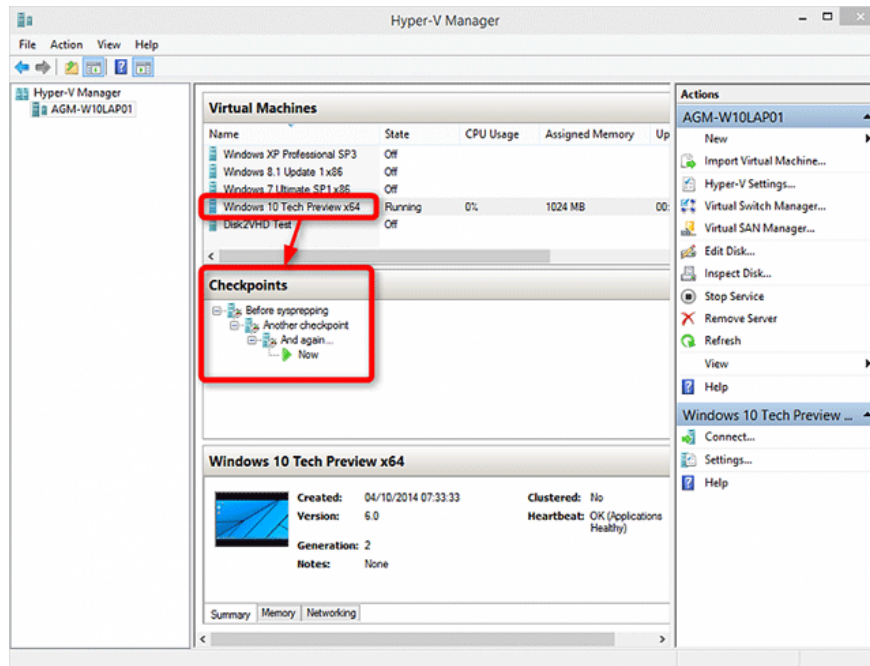 Hyper-V Manager
File Action View Help
Hyper-V Manager
AGM-W10LAP01
Virtual Machines
Name State CPU Usage Assigned Memory Up
Windows XP Professional SP3 Off
Windows 8.1 Update 1 x86 Off
Windows 7 Ultimate SP1 x86 Off
Windows 10 Tech Preview x64 Running 0% 1024 MB 00:
Disk2VHD Test Off
Checkpoints
Before sysprepping
Another checkpoint
And again...
Now
Windows 10 Tech Preview x64
Created: 04/10/2014 07:33:33 Clustered: No
Version: 6.0 Heartbeat: OK (Applications
Healthy)
Generation: 2
Notes: None
Summary Memory Networking
Actions
AGM-W10LAP01
New
Import Virtual Machine...
Hyper-V Settings...
Virtual Switch Manager...
Virtual SAN Manager...
Edit Disk...
Inspect Disk...
Stop Service
Remove Server
Refresh
View
Help
Windows 10 Tech Preview ...
Connect...
Settings...
Help